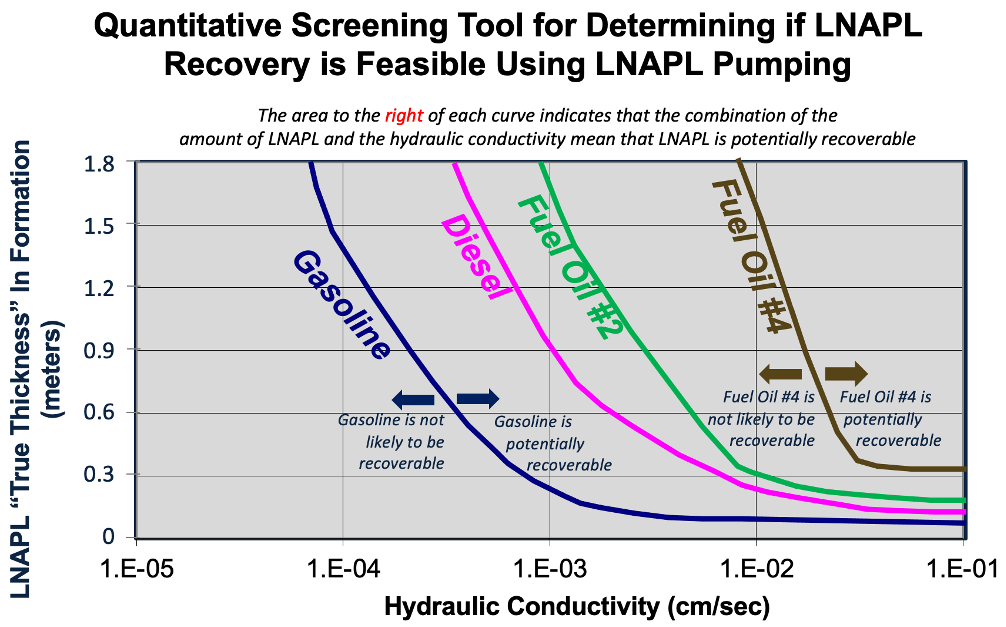 Quantitative Screening Tool for Determining if LNAPL
Recovery is Feasible Using LNAPL Pumping
The area to the right of each curve indicates that the combination of the
amount of LNAPL and the hydraulic conductivity mean that LNAPL is potentially recoverable
LNAPL “True Thickness” In Formation
(meters)
1.8
1.5
1.2
0.9
0.6
0.3
0
Gasoline
Diesel
Fuel Oil #2
Fuel Oil #4
Gasoline is not
likely to be
recoverable
Gasoline is
potentially
recoverable
Fuel Oil #4 is
not likely to be
recoverable
Fuel Oil #4 is
potentially
recoverable
1.E-05
1.E-04
1.E-03
1.E-02
1.E-01
Hydraulic Conductivity (cm/sec)